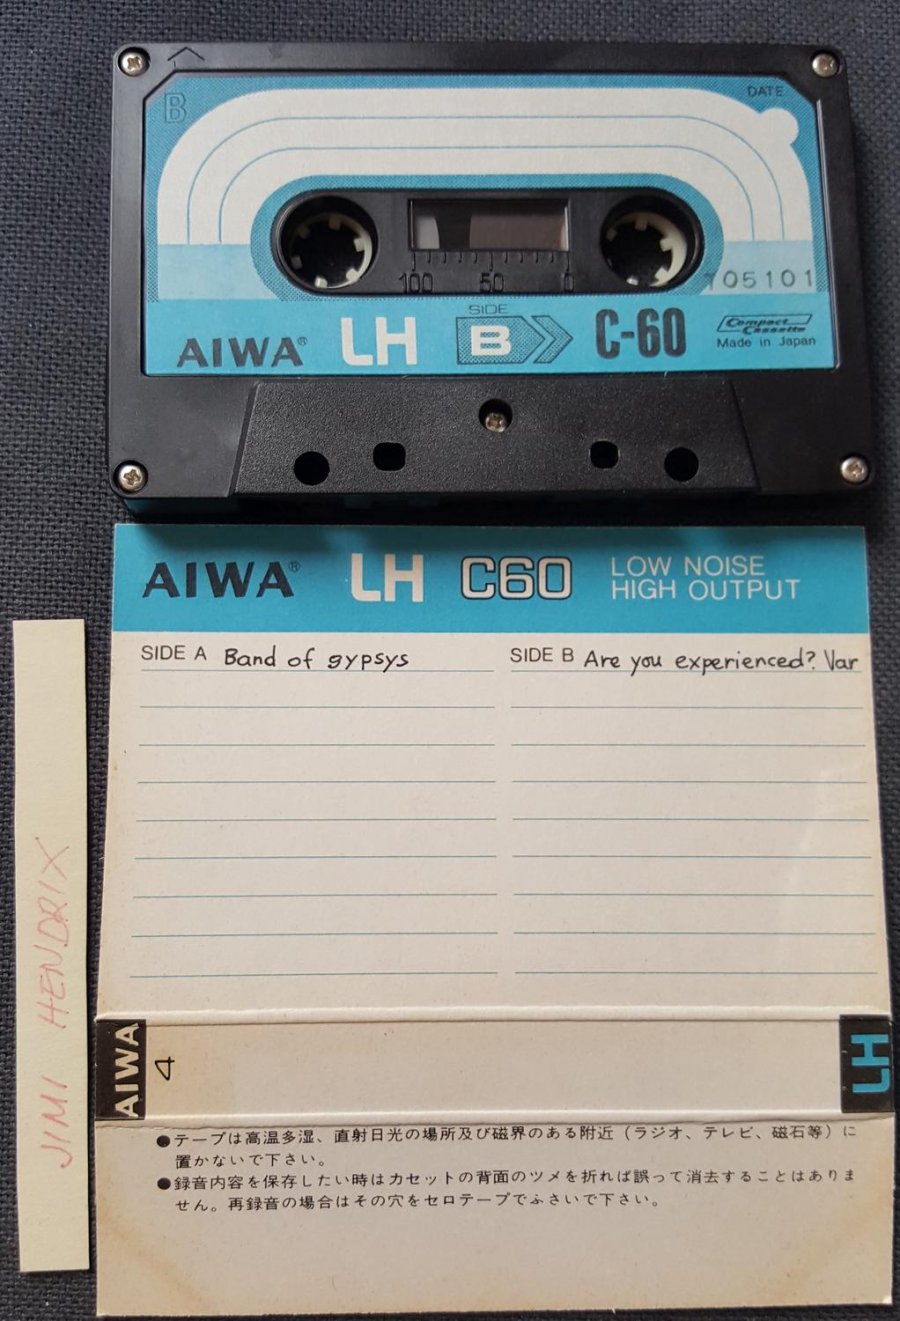 B
DATE
100 50 0
705101
AIWA® LH SIDE B C-60
Compact Cassette
Made in Japan
AIWA® LH C60 LOW NOISE HIGH OUTPUT
SIDE A Band of gypsys
SIDE B Are you experienced? Var
JIMI HENDRIX
AIWA 4 LH
●テープは高温多湿、直射日光の場所及び磁界のある附近(ラジオ、テレビ、磁石等)に
置かないで下さい。
●録音内容を保存したい時はカセットの背面のツメを折れば誤って消去することはありま
せん。再録音の場合はその穴をセロテープでふさいで下さい。